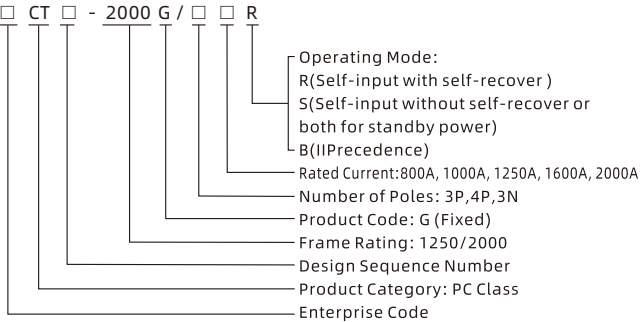 □ CT □ - 2000 G / □ □ R
Operating Mode:
R(Self-input with self-recover )
S(Self-input without self-recover or
both for standby power)
B(IIPrecedence)
Rated Current:800A, 1000A, 1250A, 1600A, 2000A
Number of Poles: 3P,4P,3N
Product Code: G (Fixed)
Frame Rating: 1250/2000
Design Sequence Number
Product Category: PC Class
Enterprise Code